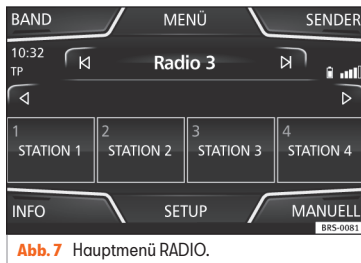 BAND MENÜ SENDER
10:32
TP
Radio 3
1 2 3 4
STATION 1 STATION 2 STATION 3 STATION 4
INFO SETUP MANUELL
BRS-0081
Abb. 7 Hauptmenü RADIO.